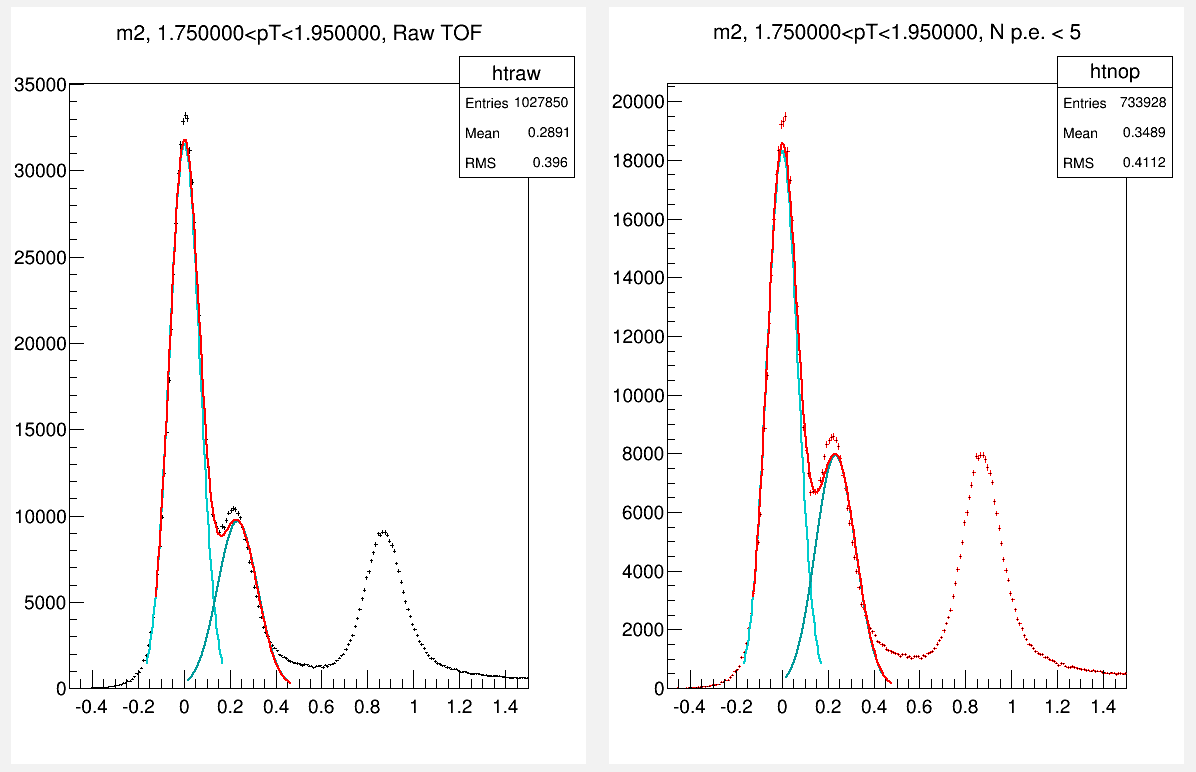 m2, 1.750000<pT<1.950000, Raw TOF
htraw
Entries 1027850
Mean 0.2891
RMS 0.396
35000
30000
25000
20000
15000
10000
5000
0
-0.4 -0.2 0 0.2 0.4 0.6 0.8 1 1.2 1.4
m2, 1.750000<pT<1.950000, N p.e. < 5
htnop
Entries 733928
Mean 0.3489
RMS 0.4112
20000
18000
16000
14000
12000
10000
8000
6000
4000
2000
0
-0.4 -0.2 0 0.2 0.4 0.6 0.8 1 1.2 1.4